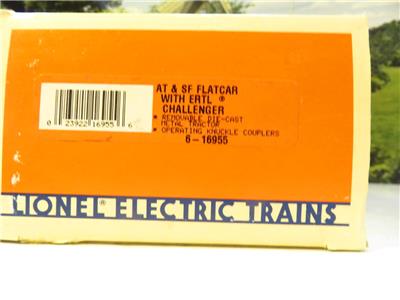 AT & SF FLATCAR
WITH ERTL ®
CHALLENGER
* REMOVABLE DIE-CAST
METAL TRACTOR
* OPERATING KNUCKLE COUPLERS
6-16955
0 23922 16955 6
LIONEL® ELECTRIC TRAINS